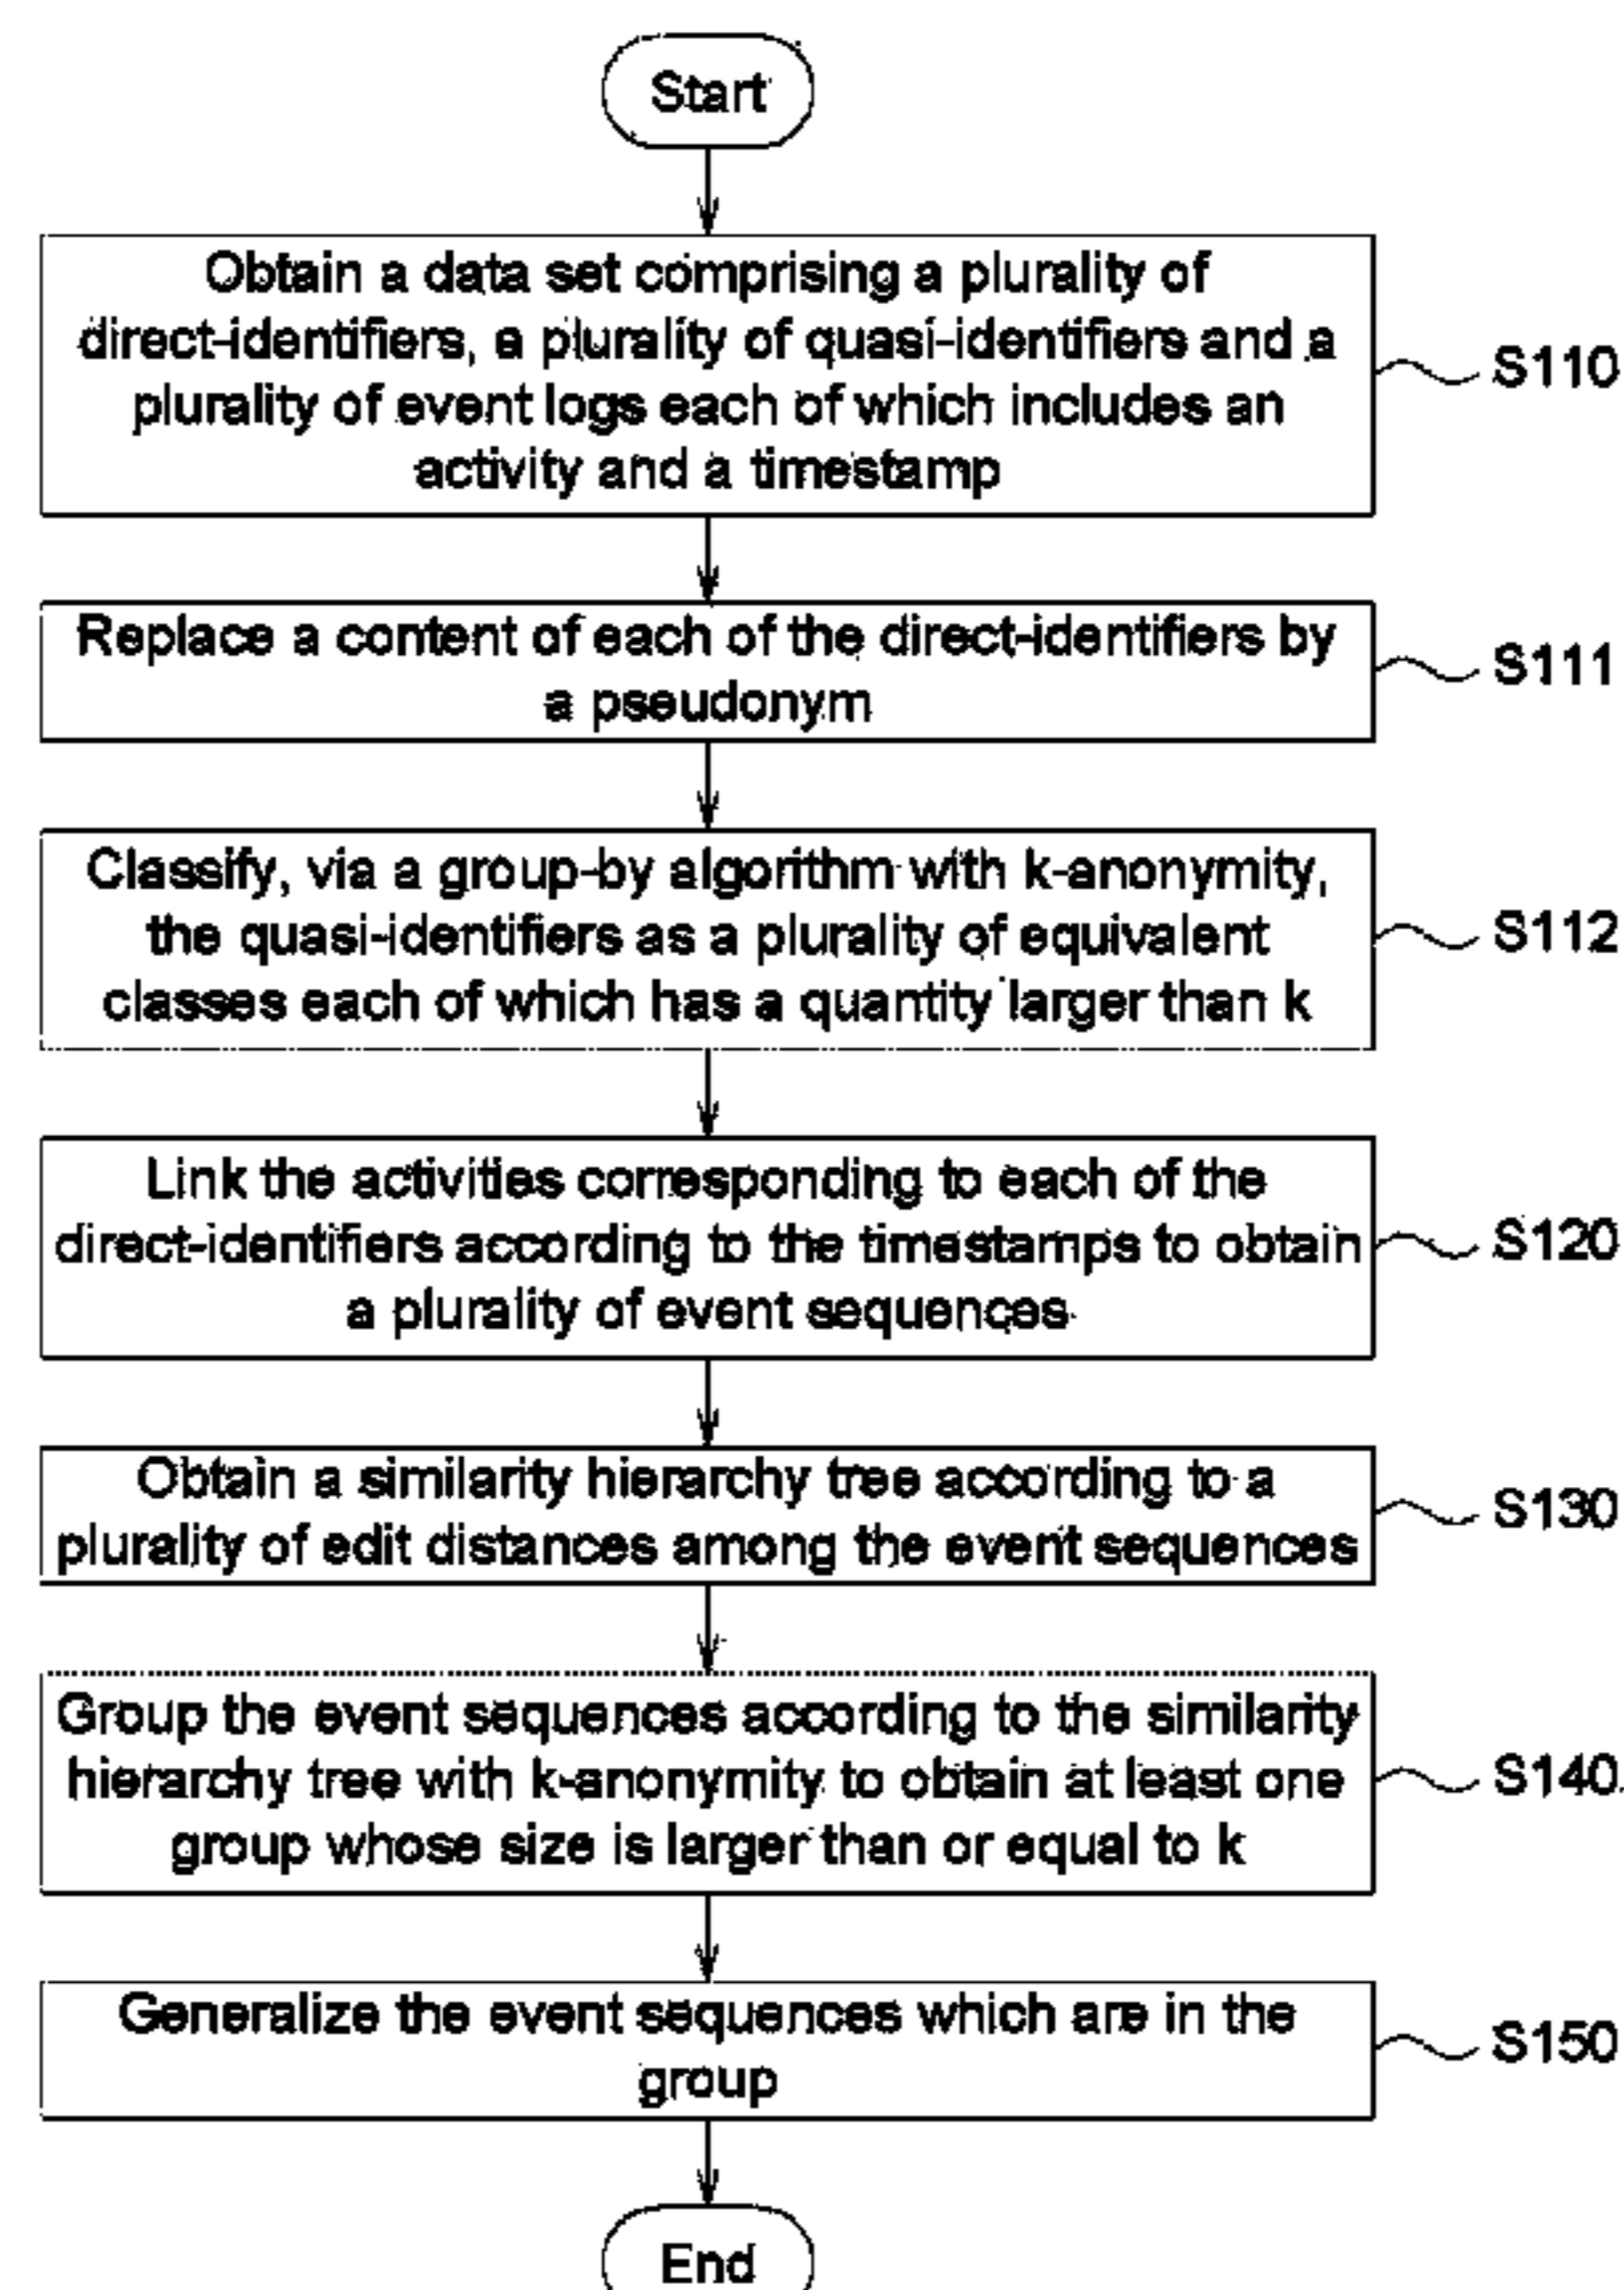 Start
Obtain a data set comprising a plurality of
direct-identifiers, a plurality of quasi-identifiers and a
plurality of event logs each of which includes an
activity and a timestamp
S110
Replace a content of each of the direct-identifiers by
a pseudonym
S111
Classify, via a group-by algorithm with k-anonymity,
the quasi-identifiers as a plurality of equivalent
classes each of which has a quantity larger than k
S112
Link the activities corresponding to each of the
direct-identifiers according to the timestamps to obtain
a plurality of event sequences
S120
Obtain a similarity hierarchy tree according to a
plurality of edit distances among the event sequences
S130
Group the event sequences according to the similarity
hierarchy tree with k-anonymity to obtain at least one
group whose size is larger than or equal to k
S140
Generalize the event sequences which are in the
group
S150
End